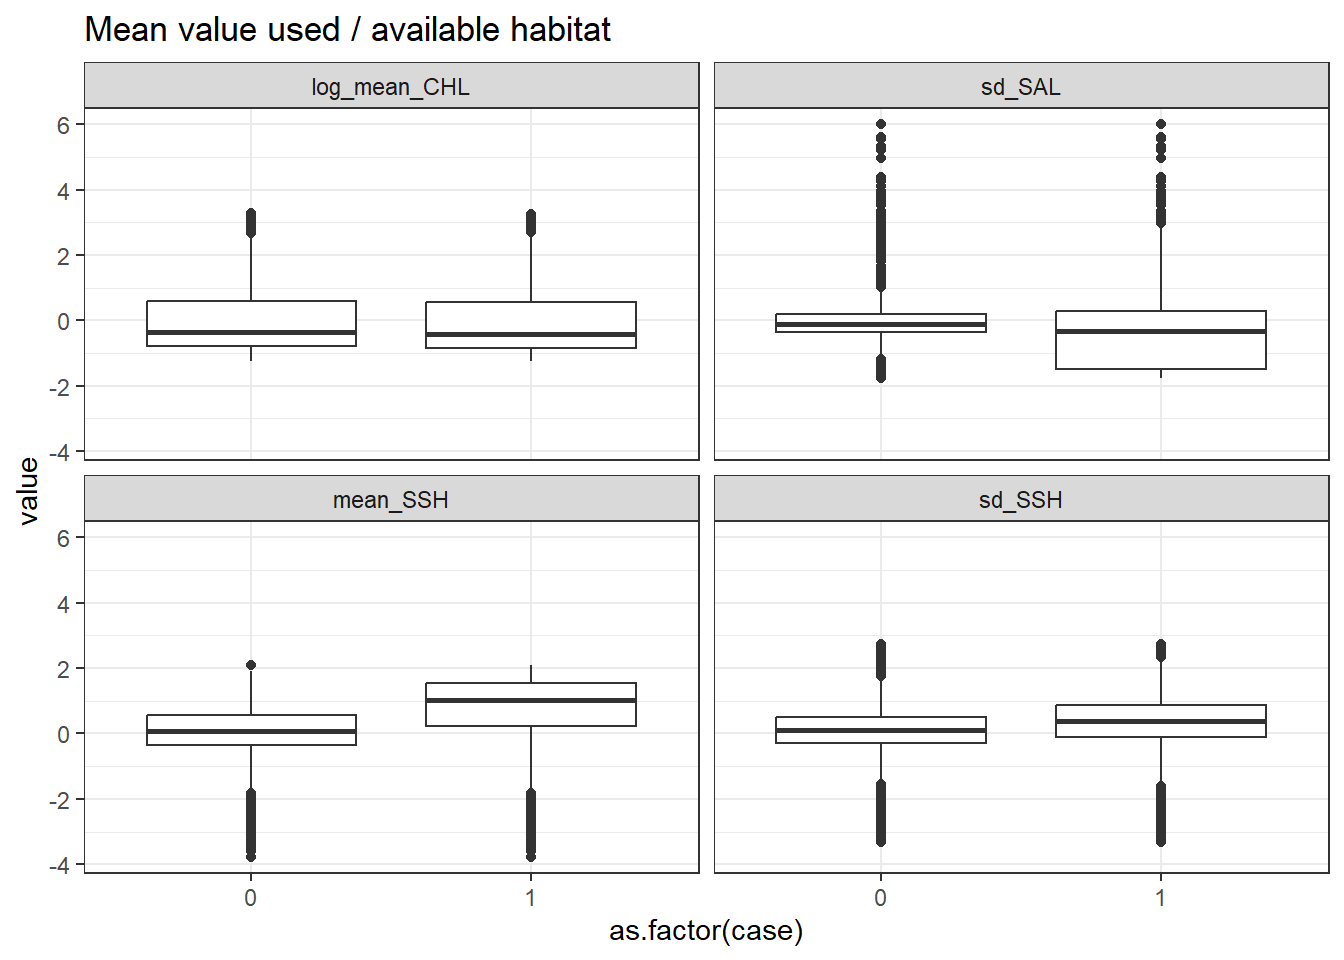 Mean value used / available habitat
log_mean_CHL
sd_SAL
6
4
2
0
-2
-4
mean_SSH
sd_SSH
6
4
2
0
-2
-4
value
0
1
0
1
as.factor(case)